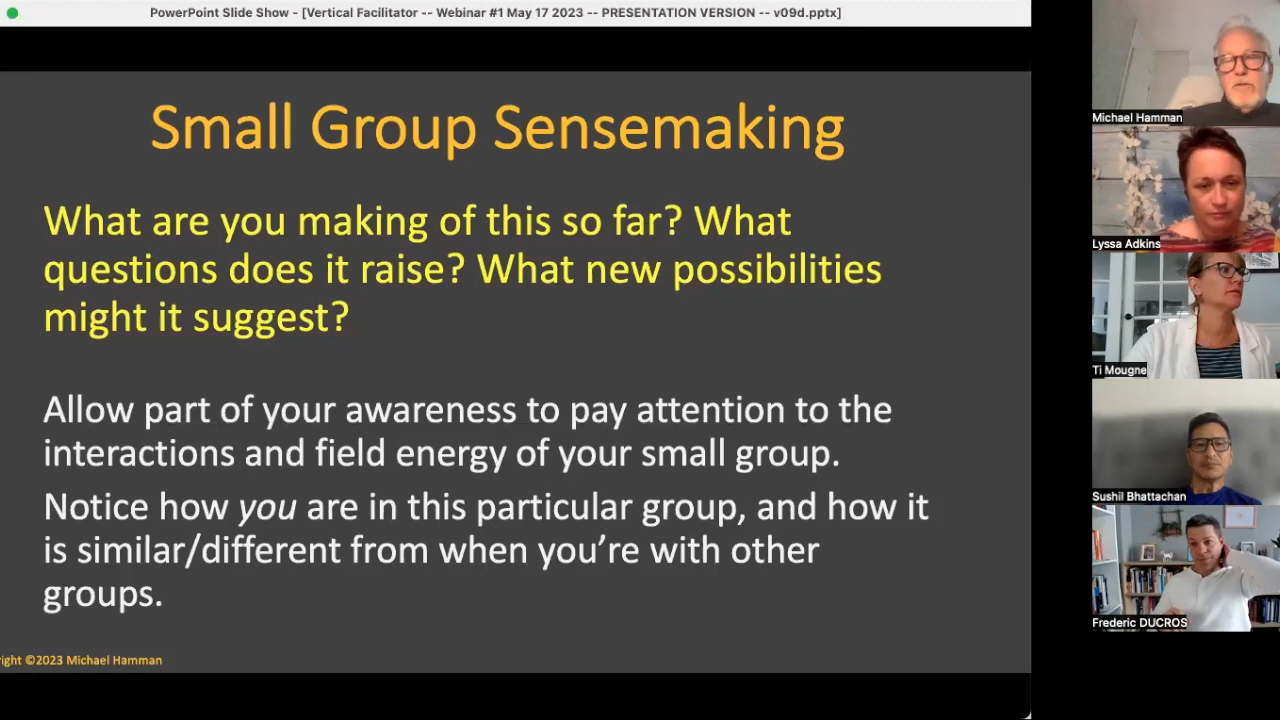 PowerPoint Slide Show - [Vertical Facilitator -- Webinar #1 May 17 2023 -- PRESENTATION VERSION -- v09d.pptx]
Small Group Sensemaking
What are you making of this so far? What
questions does it raise? What new possibilities
might it suggest?
Allow part of your awareness to pay attention to the
interactions and field energy of your small group.
Notice how you are in this particular group, and how it
is similar/different from when you’re with other
groups.
right ©2023 Michael Hamman
Michael Hamman
Lyssa Adkins
Ti Mougne
Sushil Bhattachan
Frederic DUCROS